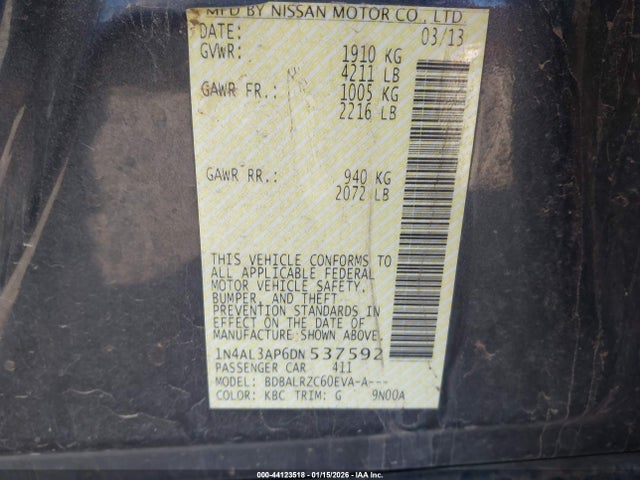 MFD BY NISSAN MOTOR CO., LTD
DATE: 03/13
GVWR: 1910 KG
4211 LB
GAWR FR.: 1005 KG
2216 LB
GAWR RR.: 940 KG
2072 LB
THIS VEHICLE CONFORMS TO
ALL APPLICABLE FEDERAL
MOTOR VEHICLE SAFETY,
BUMPER, AND THEFT
PREVENTION STANDARDS IN
EFFECT ON THE DATE OF
MANUFACTURE SHOWN ABOVE.
1N4AL3AP6DN 537592
PASSENGER CAR 411
MODEL: BDBALRZC60EVA-A---
COLOR: KBC TRIM: G 9N00A
000-44123518 | 01/15/2026 | IAA Inc.